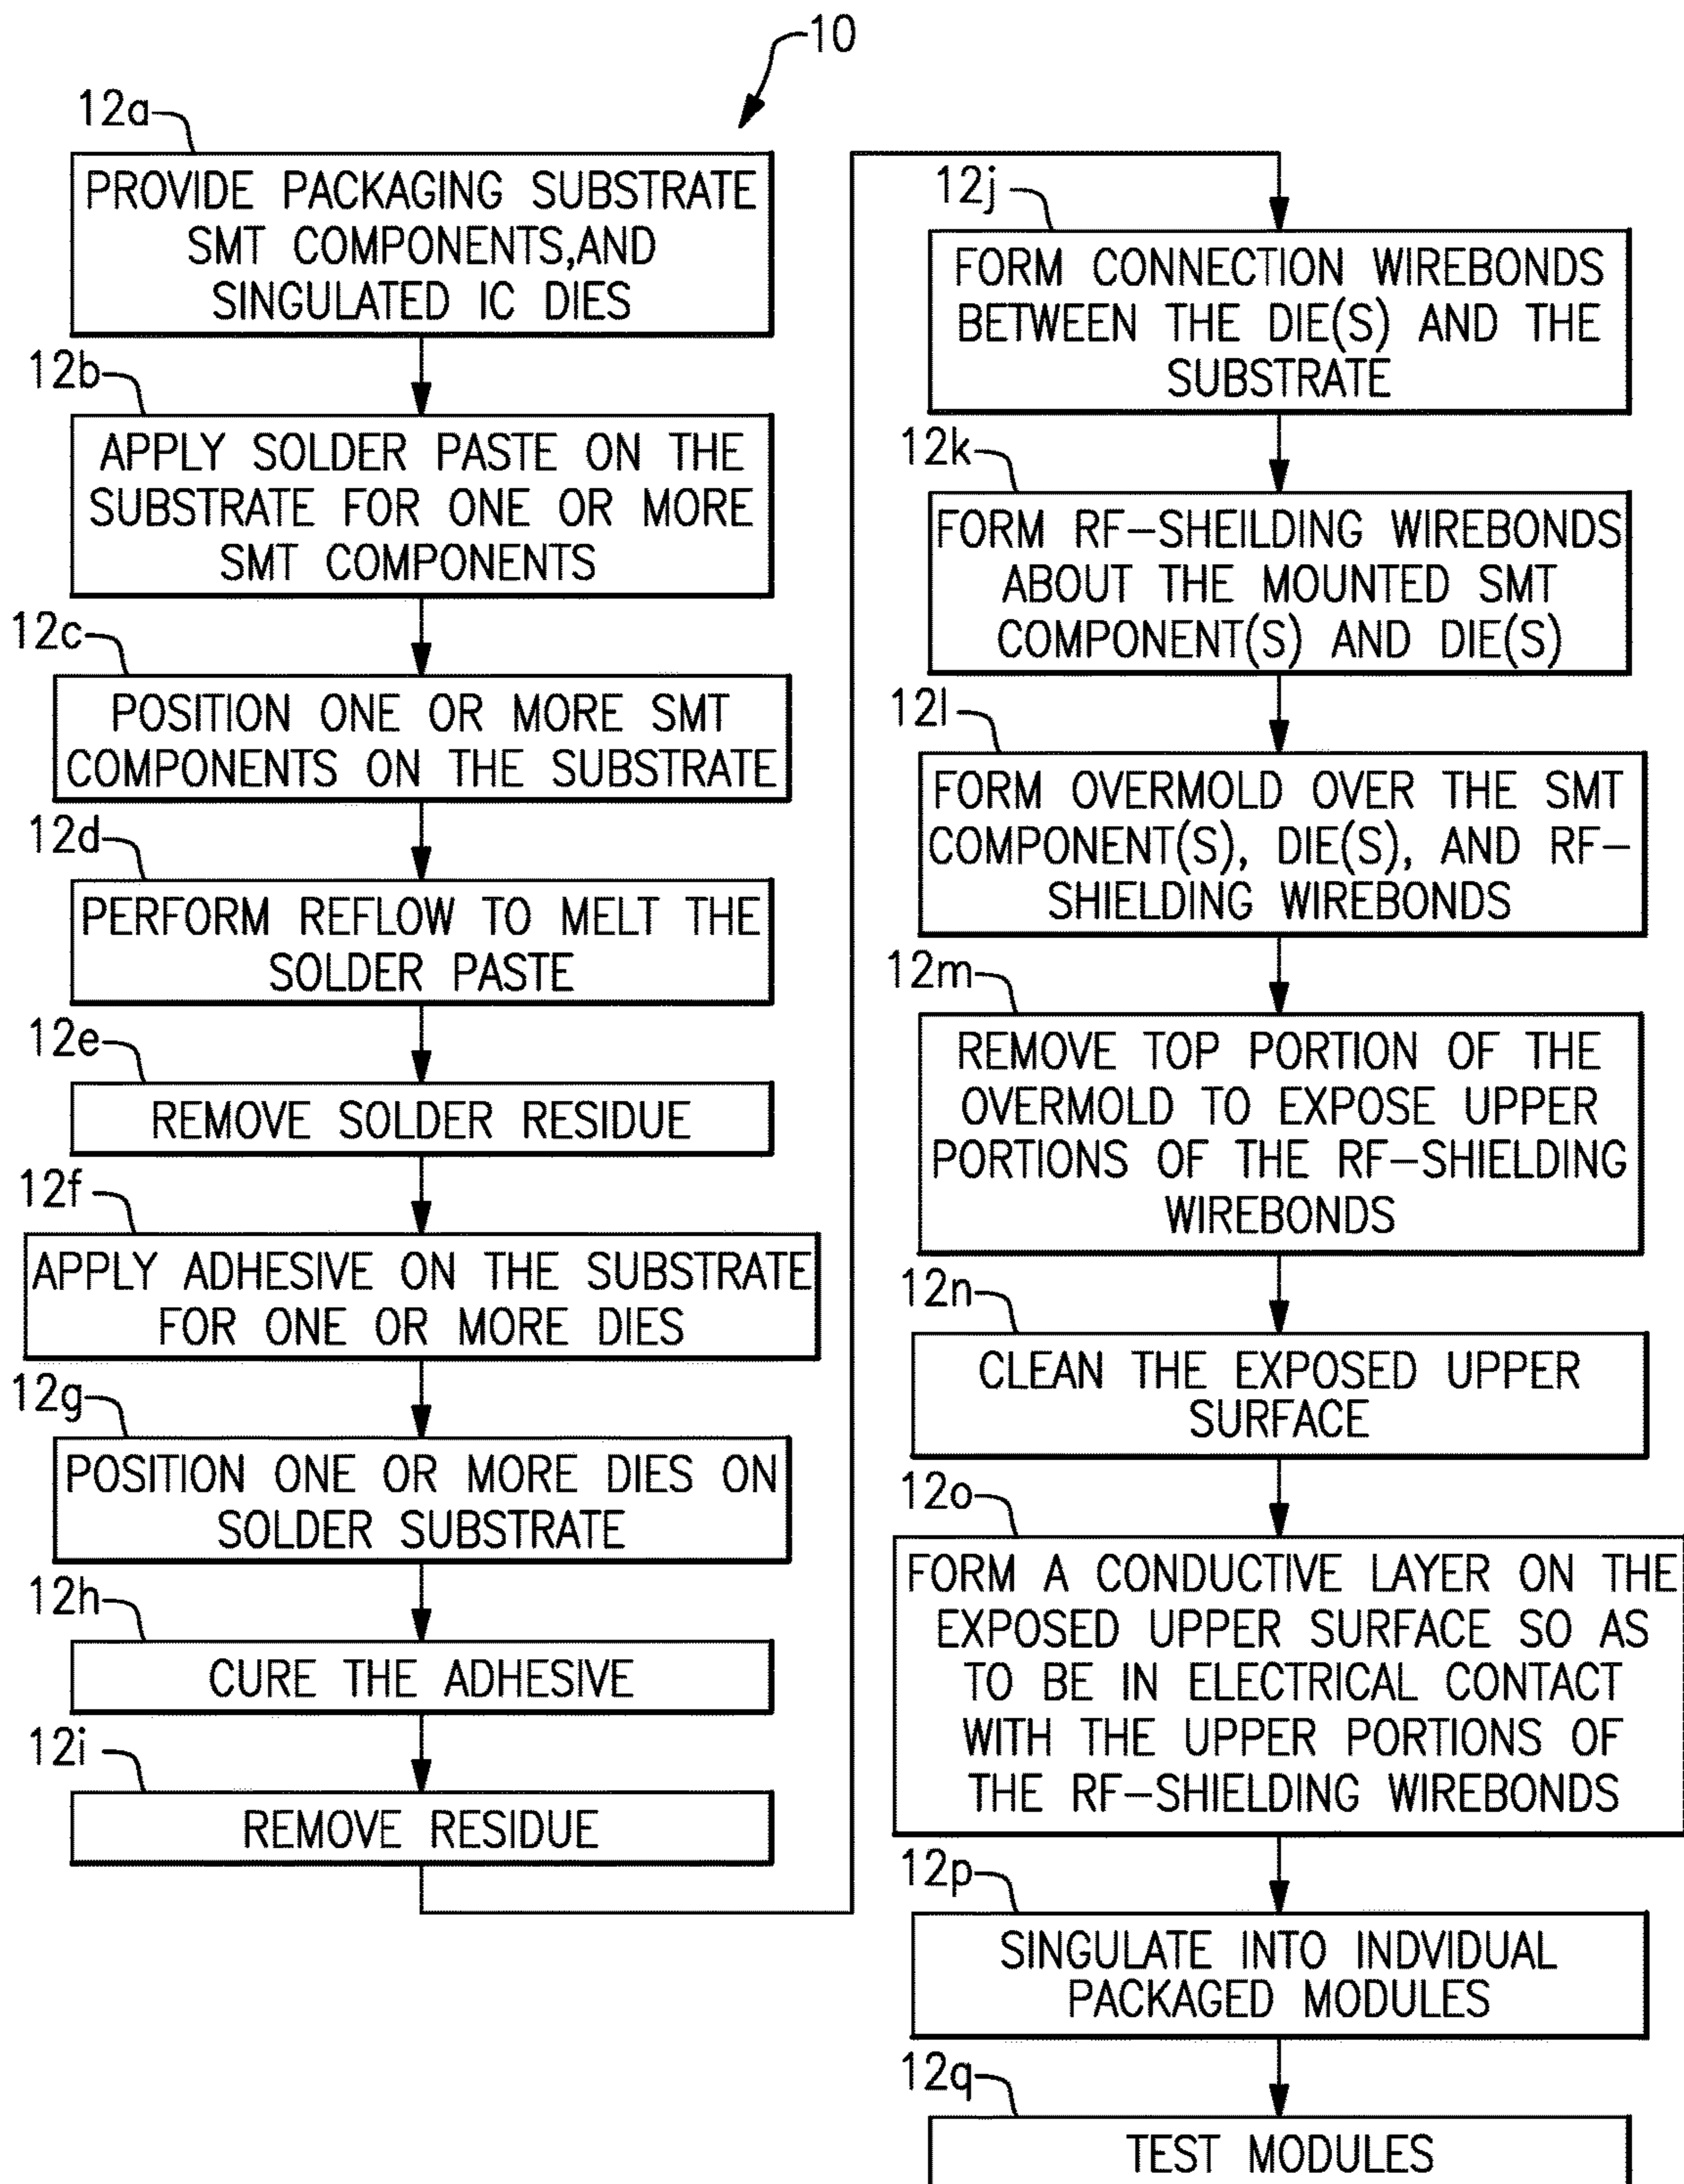 10
12a
PROVIDE PACKAGING SUBSTRATE
SMT COMPONENTS,AND
SINGULATED IC DIES
12b
APPLY SOLDER PASTE ON THE
SUBSTRATE FOR ONE OR MORE
SMT COMPONENTS
12c
POSITION ONE OR MORE SMT
COMPONENTS ON THE SUBSTRATE
12d
PERFORM REFLOW TO MELT THE
SOLDER PASTE
12e
REMOVE SOLDER RESIDUE
12f
APPLY ADHESIVE ON THE SUBSTRATE
FOR ONE OR MORE DIES
12g
POSITION ONE OR MORE DIES ON
SOLDER SUBSTRATE
12h
CURE THE ADHESIVE
12i
REMOVE RESIDUE
12j
FORM CONNECTION WIREBONDS
BETWEEN THE DIE(S) AND THE
SUBSTRATE
12k
FORM RF-SHEILDING WIREBONDS
ABOUT THE MOUNTED SMT
COMPONENT(S) AND DIE(S)
12l
FORM OVERMOLD OVER THE SMT
COMPONENT(S), DIE(S), AND RF-
SHIELDING WIREBONDS
12m
REMOVE TOP PORTION OF THE
OVERMOLD TO EXPOSE UPPER
PORTIONS OF THE RF-SHIELDING
WIREBONDS
12n
CLEAN THE EXPOSED UPPER
SURFACE
12o
FORM A CONDUCTIVE LAYER ON THE
EXPOSED UPPER SURFACE SO AS
TO BE IN ELECTRICAL CONTACT
WITH THE UPPER PORTIONS OF
THE RF-SHIELDING WIREBONDS
12p
SINGULATE INTO INDVIDUAL
PACKAGED MODULES
12q
TEST MODULES